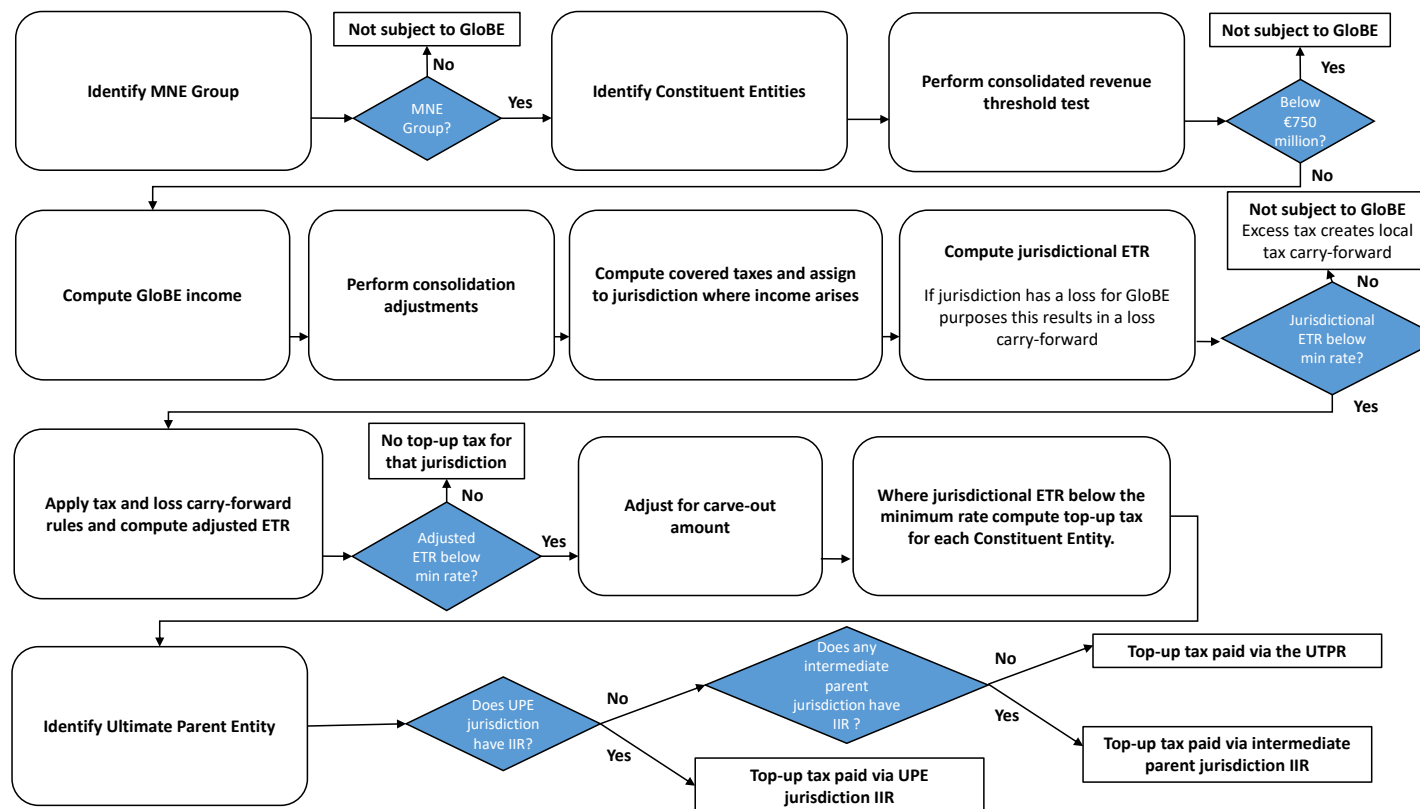 Not subject to GloBE
No
Identify MNE Group
MNE
Group?
Yes
Identify Constituent Entities
Perform consolidated revenue
threshold test
Not subject to GloBE
Yes
Below
€750
million?
No
Compute GloBE income
Perform consolidation
adjustments
Compute covered taxes and assign
to jurisdiction where income arises
Compute jurisdictional ETR
If jurisdiction has a loss for GloBE
purposes this results in a loss
carry-forward
Not subject to GloBE
Excess tax creates local
tax carry-forward
No
Jurisdictional
ETR below
min rate?
Yes
Apply tax and loss carry-forward
rules and compute adjusted ETR
No top-up tax for
that jurisdiction
No
Adjusted
ETR below
min rate?
Yes
Adjust for carve-out
amount
Where jurisdictional ETR below the
minimum rate compute top-up tax
for each Constituent Entity.
Identify Ultimate Parent Entity
Does UPE
jurisdiction
have IIR?
No
Yes
Top-up tax paid via UPE
jurisdiction IIR
Does any
intermediate
parent
jurisdiction have
IIR ?
No
Top-up tax paid via the UTPR
Yes
Top-up tax paid via intermediate
parent jurisdiction IIR